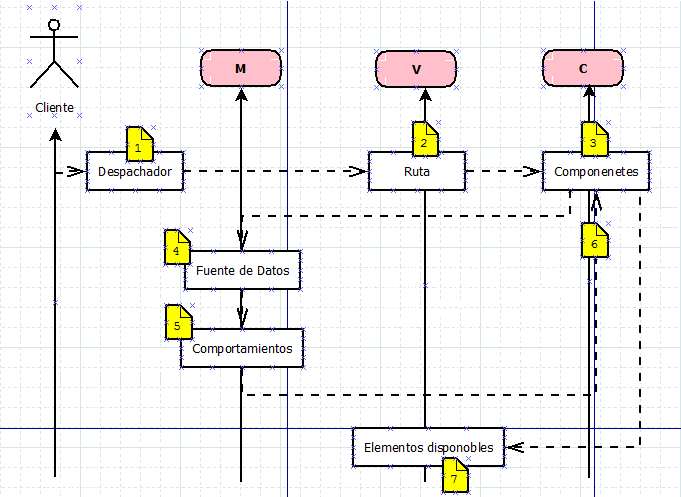 M
V
C
Cliente
1
2
3
Despachador
Ruta
Componenetes
4
6
Fuente de Datos
5
Comportamientos
Elementos disponobles
7